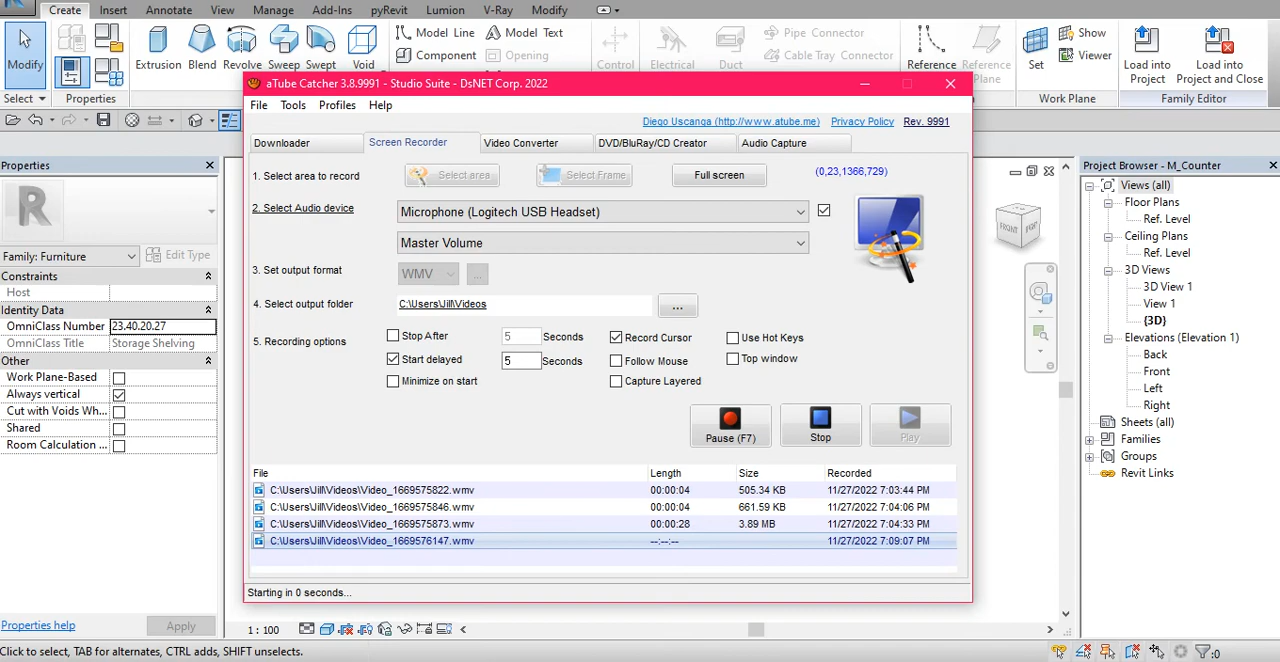 Create Insert Annotate View Manage Add-Ins pyRevit Lumion V-Ray Modify
Model Line Model Text Pipe Connector Show
Component Opening Cable Tray Connector Viewer
Modify Extrusion Blend Revolve Sweep Swept Void Control Electrical Duct Reference Reference Set Load into Load into
Plane Project Project and Close
Select Properties Work Plane Family Editor
aTube Catcher 3.8.9991 - Studio Suite - DsNET Corp. 2022
File Tools Profiles Help
Diego Uscanga (http://www.atube.me) Privacy Policy Rev. 9991
Downloader Screen Recorder Video Converter DVD/BluRay/CD Creator Audio Capture
1. Select area to record Select area Select Frame Full screen (0,23,1366,729)
2. Select Audio device Microphone (Logitech USB Headset)
Master Volume
3. Set output format WMV ...
4. Select output folder C:\Users\Jill\Videos ...
5. Recording options Stop After 5 Seconds Record Cursor Use Hot Keys
Start delayed 5 Seconds Follow Mouse Top window
Minimize on start Capture Layered
Pause (F7) Stop Play
File Length Size Recorded
C:\Users\Jill\Videos\Video_1669575822.wmv 00:00:04 505.34 KB 11/27/2022 7:03:44 PM
C:\Users\Jill\Videos\Video_1669575846.wmv 00:00:04 661.59 KB 11/27/2022 7:04:06 PM
C:\Users\Jill\Videos\Video_1669575873.wmv 00:00:28 3.89 MB 11/27/2022 7:04:33 PM
C:\Users\Jill\Videos\Video_1669576147.wmv --:--:-- 11/27/2022 7:09:07 PM
Starting in 0 seconds...
Properties
R
Family: Furniture Edit Type
Constraints
Host
Identity Data
OmniClass Number 23.40.20.27
OmniClass Title Storage Shelving
Other
Work Plane-Based
Always vertical
Cut with Voids Wh...
Shared
Room Calculation ...
Properties help Apply
FRONT
Project Browser - M_Counter
Views (all)
Floor Plans
Ref. Level
Ceiling Plans
Ref. Level
3D Views
3D View 1
View 1
{3D}
Elevations (Elevation 1)
Back
Front
Left
Right
Sheets (all)
Families
Groups
Revit Links
1 : 100
Click to select, TAB for alternates, CTRL adds, SHIFT unselects. :0